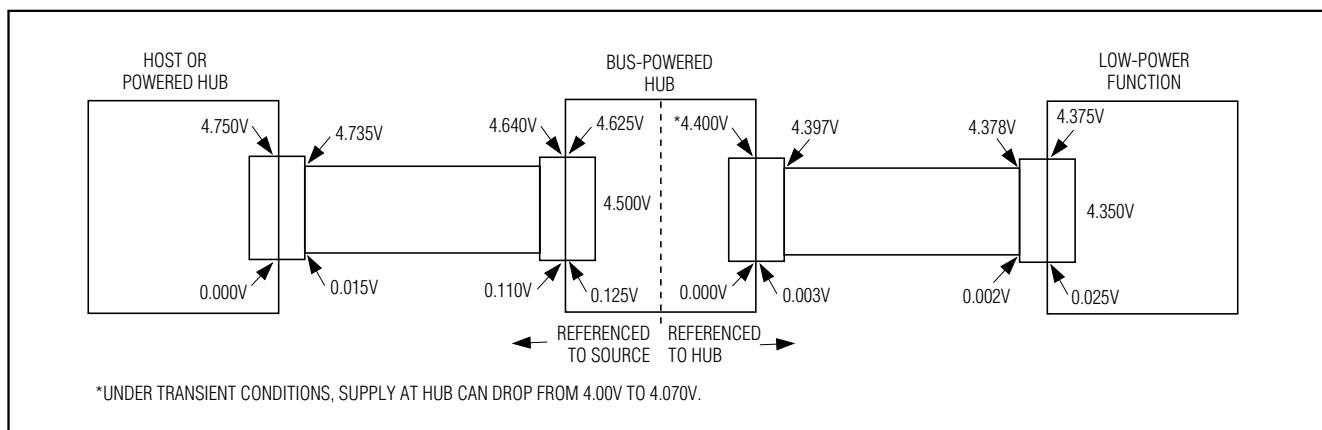 HOST OR
POWERED HUB
BUS-POWERED
HUB
LOW-POWER
FUNCTION
4.750V
4.735V
4.640V
4.625V
*4.400V
4.397V
4.378V
4.375V
4.500V
4.350V
0.000V
0.015V
0.110V
0.125V
0.000V
0.003V
0.002V
0.025V
REFERENCED
TO SOURCE
REFERENCED
TO HUB
*UNDER TRANSIENT CONDITIONS, SUPPLY AT HUB CAN DROP FROM 4.00V TO 4.070V.